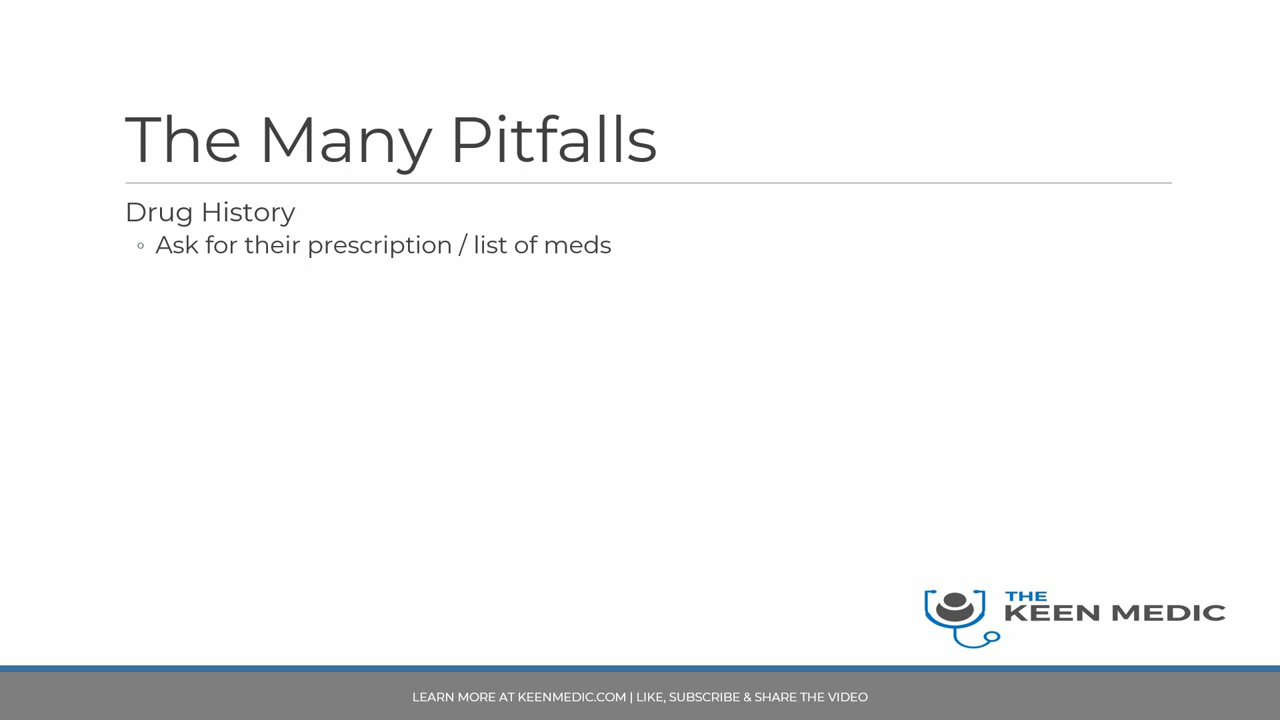 The Many Pitfalls
Drug History
◦ Ask for their prescription / list of meds
THE
KEEN MEDIC
LEARN MORE AT KEENMEDIC.COM | LIKE, SUBSCRIBE & SHARE THE VIDEO